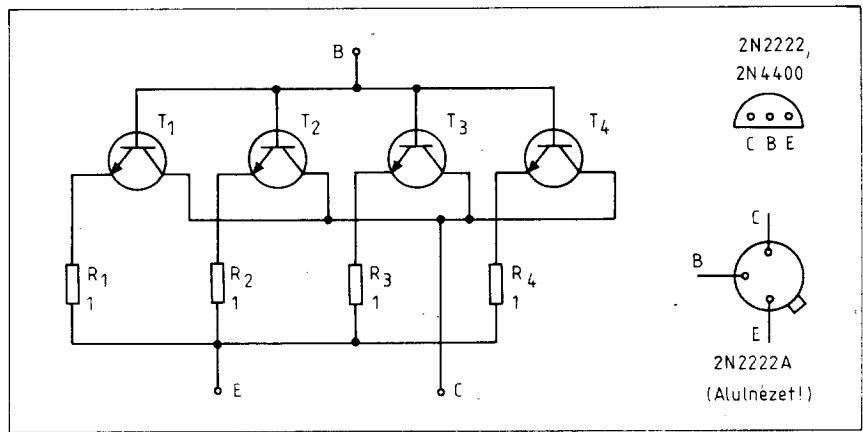 B
T1 T2 T3 T4
R1 R2 R3 R4
1 1 1 1
E C
2N2222,
2N4400
C B E
C
B
E
2N2222A
(Alulnézet!)